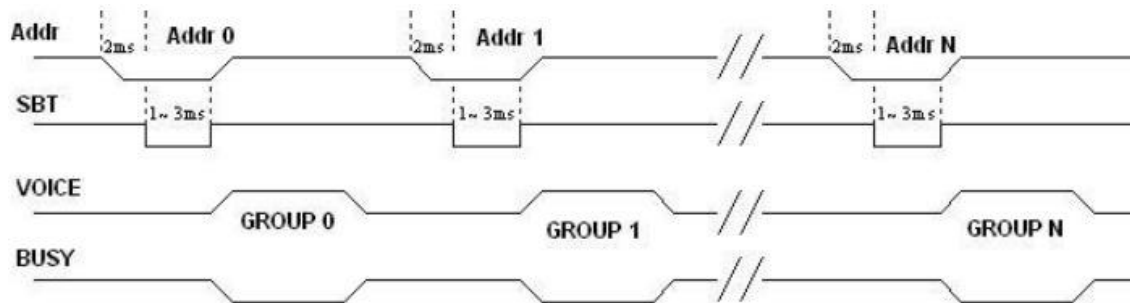 Addr 2ms Addr 0 2ms Addr 1 2ms Addr N
SBT 1~3ms 1~3ms 1~3ms
VOICE
GROUP 0 GROUP 1 GROUP N
BUSY